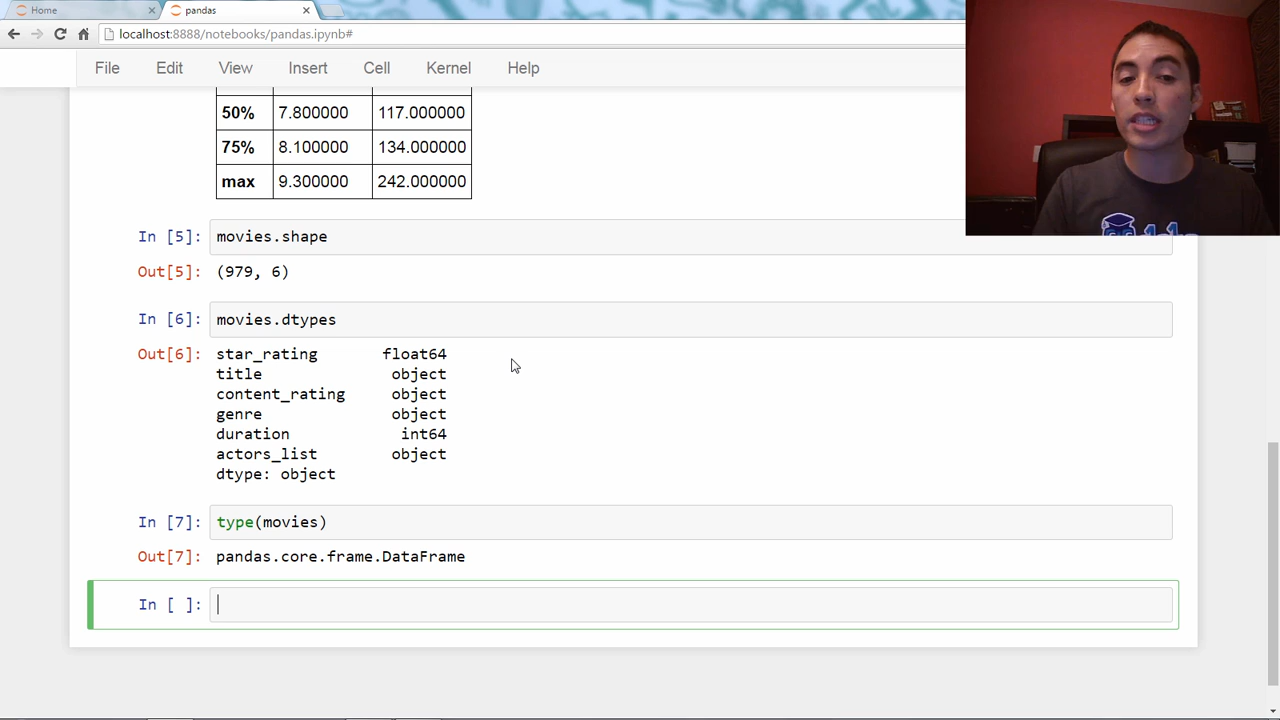 Home
pandas
localhost:8888/notebooks/pandas.ipynb#
File Edit View Insert Cell Kernel Help
50% 7.800000 117.000000
75% 8.100000 134.000000
max 9.300000 242.000000
In [5]: movies.shape
Out[5]: (979, 6)
In [6]: movies.dtypes
Out[6]: star_rating float64
title object
content_rating object
genre object
duration int64
actors_list object
dtype: object
In [7]: type(movies)
Out[7]: pandas.core.frame.DataFrame
In [ ]: